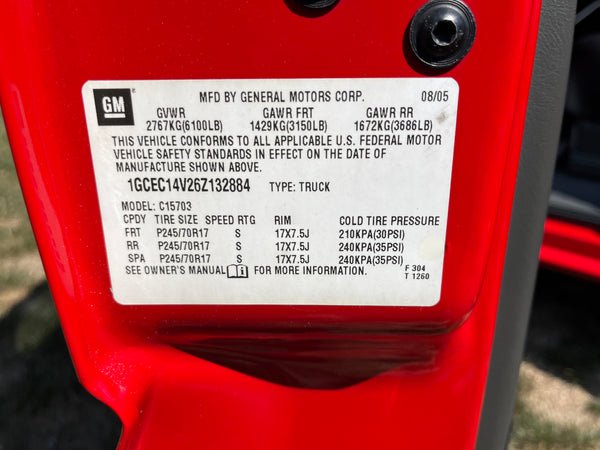 GM
MFD BY GENERAL MOTORS CORP. 08/05
GVWR GAWR FRT GAWR RR
2767KG(6100LB) 1429KG(3150LB) 1672KG(3686LB)
THIS VEHICLE CONFORMS TO ALL APPLICABLE U.S. FEDERAL MOTOR
VEHICLE SAFETY STANDARDS IN EFFECT ON THE DATE OF
MANUFACTURE SHOWN ABOVE.
1GCEC14V26Z132884 TYPE: TRUCK
MODEL: C15703
CPDY TIRE SIZE SPEED RTG RIM COLD TIRE PRESSURE
FRT P245/70R17 S 17X7.5J 210KPA(30PSI)
RR P245/70R17 S 17X7.5J 240KPA(35PSI)
SPA P245/70R17 S 17X7.5J 240KPA(35PSI)
SEE OWNER'S MANUAL FOR MORE INFORMATION. F 304
T 1260